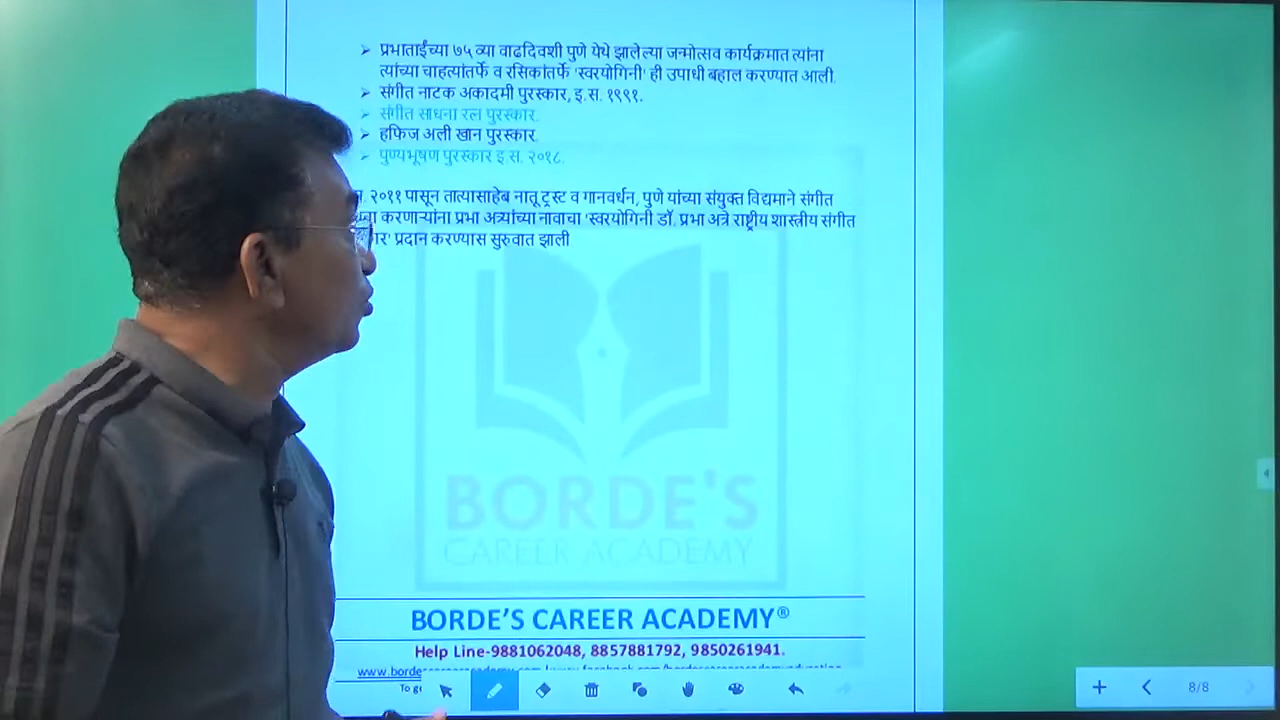 ➢ प्रभाताईंच्या ७५ व्या वाढदिवशी पुणे येथे झालेल्या जन्मोत्सव कार्यक्रमात त्यांना
त्यांच्या चाहत्यांतर्फे व रसिकांतर्फे 'स्वरयोगिनी' ही उपाधी बहाल करण्यात आली.
➢ संगीत नाटक अकादमी पुरस्कार, इ.स. १९९१.
➢ संगीत साधना रत्न पुरस्कार.
➢ हफिज अली खान पुरस्कार.
➢ पुण्यभूषण पुरस्कार इ.स. २०१८.
२०११ पासून तात्यासाहेब नातू ट्रस्ट व गानवर्धन, पुणे यांच्या संयुक्त विद्यमाने संगीत
करणाऱ्यांना प्रभा अत्र्यांच्या नावाचा 'स्वरयोगिनी डॉ. प्रभा अत्रे राष्ट्रीय शास्त्रीय संगीत
प्रदान करण्यास सुरुवात झाली
BORDE'S
CAREER ACADEMY
BORDE'S CAREER ACADEMY®
Help Line-9881062048, 8857881792, 9850261941.
8/8